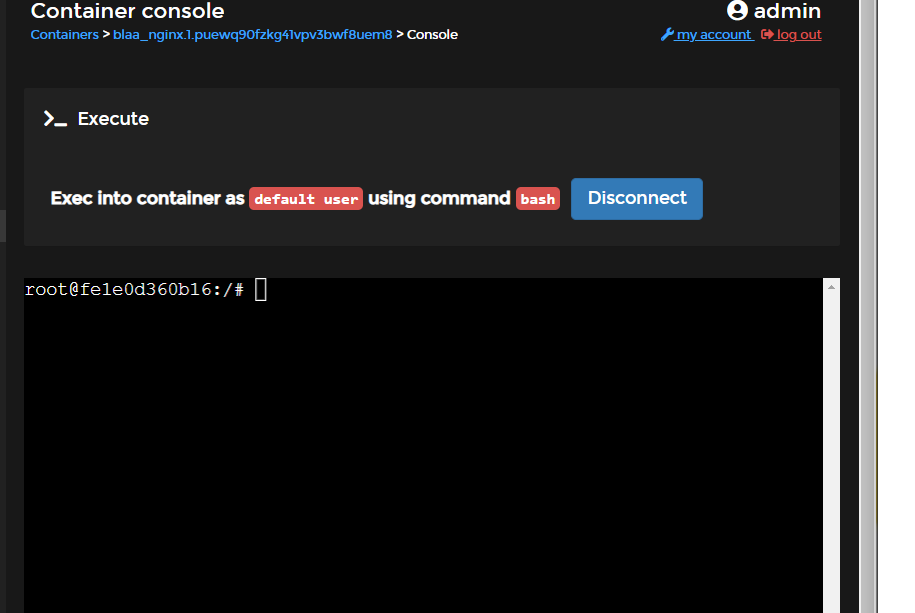 Container console
admin
Containers > blaa_nginx.1.puewq90fzkg41vpv3bwf8uem8 > Console
my account log out
Execute
Exec into container as default user using command bash Disconnect
root@fe1e0d360b16:/#